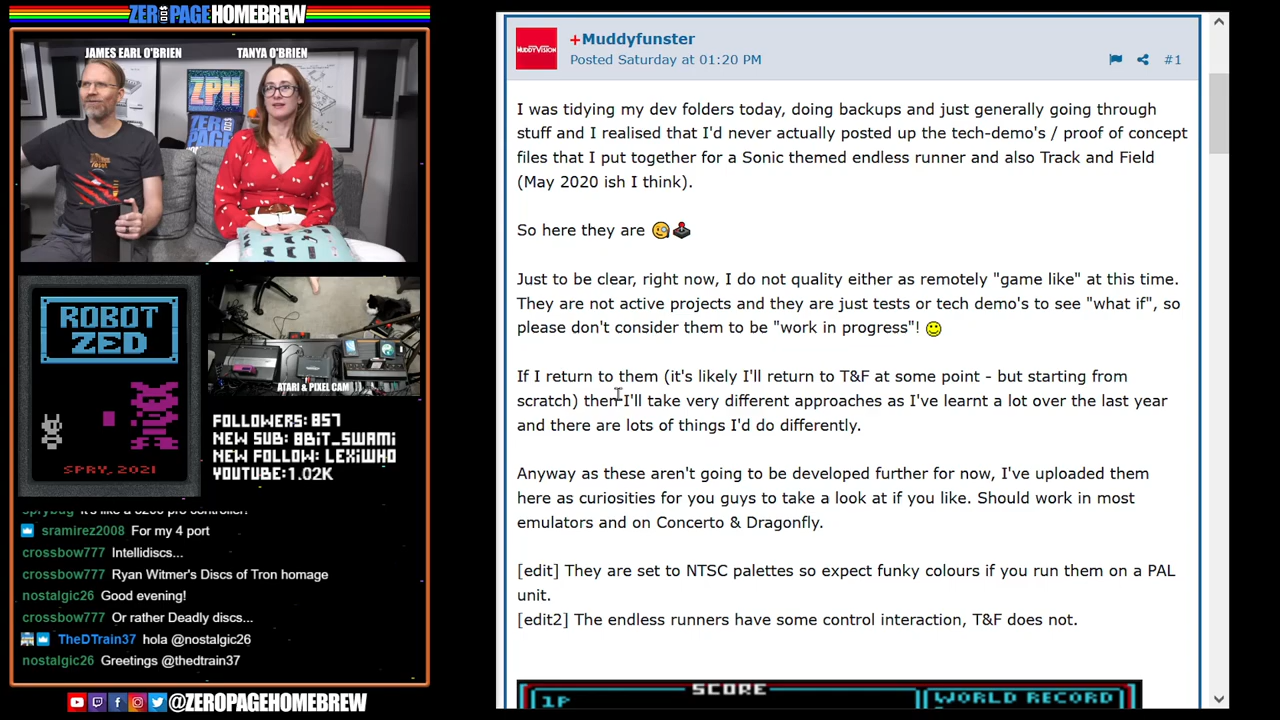 ZERO PAGE HOMEBREW
JAMES EARL O'BRIEN
TANYA O'BRIEN
ZPH
ROBOT
ZED
SPRY, 2021
ATARI & PIXEL CAM
FOLLOWERS: 857
NEW SUB: 8BIT_SWAMI
NEW FOLLOW: LEXIWHO
YOUTUBE: 1.02K
sprybug It's like a 5200 pro controller!
sramirez2008 For my 4 port
crossbow777 Intellidiscs...
crossbow777 Ryan Witmer's Discs of Tron homage
nostalgic26 Good evening!
crossbow777 Or rather Deadly discs...
TheDTrain37 hola @nostalgic26
nostalgic26 Greetings @thedtrain37
@ZEROPAGEHOMEBREW
MUDDYVISION
+Muddyfunster
Posted Saturday at 01:20 PM
#1
I was tidying my dev folders today, doing backups and just generally going through
stuff and I realised that I'd never actually posted up the tech-demo's / proof of concept
files that I put together for a Sonic themed endless runner and also Track and Field
(May 2020 ish I think).
So here they are
Just to be clear, right now, I do not quality either as remotely "game like" at this time.
They are not active projects and they are just tests or tech demo's to see "what if", so
please don't consider them to be "work in progress"!
If I return to them (it's likely I'll return to T&F at some point - but starting from
scratch) then I'll take very different approaches as I've learnt a lot over the last year
and there are lots of things I'd do differently.
Anyway as these aren't going to be developed further for now, I've uploaded them
here as curiosities for you guys to take a look at if you like. Should work in most
emulators and on Concerto & Dragonfly.
[edit] They are set to NTSC palettes so expect funky colours if you run them on a PAL
unit.
[edit2] The endless runners have some control interaction, T&F does not.
SCORE
1P
WORLD RECORD